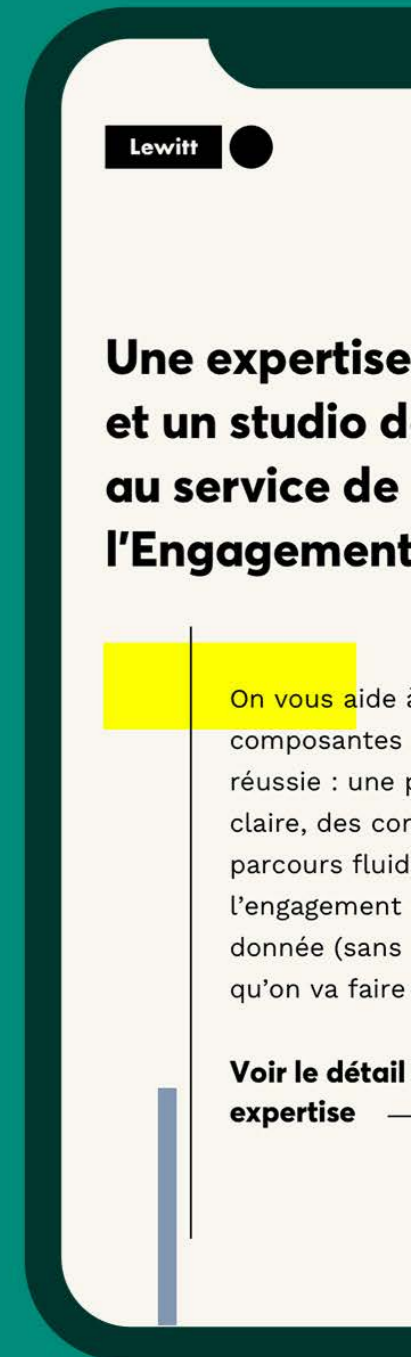 Lewitt
Une expertise
et un studio d
au service de
l'Engagement
On vous aide à
composantes
réussie : une p
claire, des con
parcours fluid
l'engagement
donnée (sans
qu'on va faire
Voir le détail
expertise